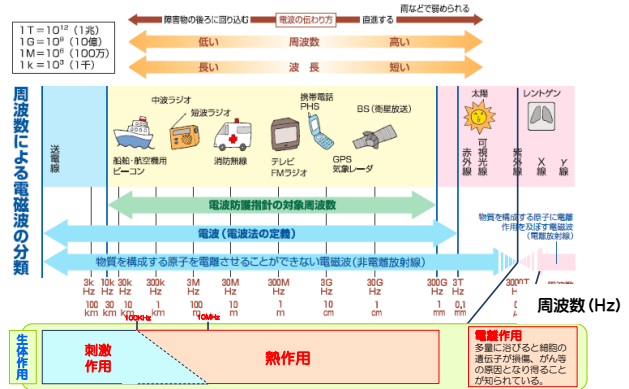 1T=10¹²(1兆)
1G=10⁹(10億)
1M=10⁶(100万)
1k=10³(1千)
障害物の後ろに回り込む 電波の伝わり方 直進する 雨などで弱められる
低い 周波数 高い
長い 波長 短い
周波数による電磁波の分類
送電線
中波ラジオ
短波ラジオ
船舶・航空機用
ビーコン
消防無線
テレビ
FMラジオ
携帯電話
PHS
GPS
気象レーダ
BS(衛星放送)
太陽
レントゲン
赤外線
可視光線
紫外線
X線
γ線
電波防護指針の対象周波数
電波(電波法の定義)
物質を構成する原子を電離させることができない電磁波(非電離放射線)
物質を構成する原子に電離
作用を及ぼす電磁波
(電離放射線)
3k 10k 30k 300k 3M 30M 300M 3G 30G 300G 3T 3000T
Hz Hz Hz Hz Hz Hz Hz Hz Hz Hz Hz Hz
100 30 10 1 100 10 1 10 1 1 0.1
km km km km m m m cm cm mm mm
周波数(Hz)
100KHz
10MHz
生体作用
刺激
作用
熱作用
電離作用
多量に浴びると細胞の
遺伝子が損傷、がん等
の原因となり得ること
が知られている。